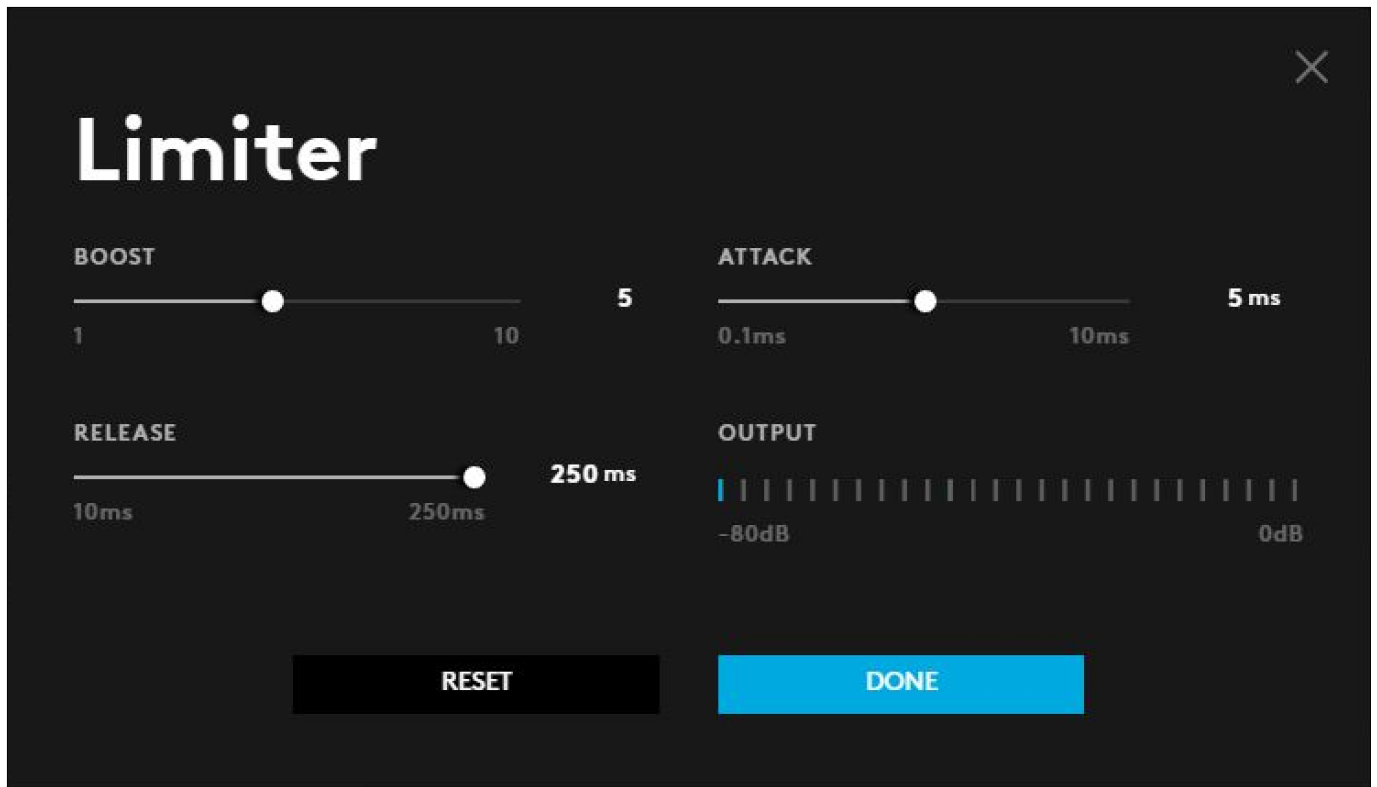 Limiter
BOOST
5
1 10
ATTACK
5 ms
0.1ms 10ms
RELEASE
250 ms
10ms 250ms
OUTPUT
-80dB 0dB
RESET
DONE